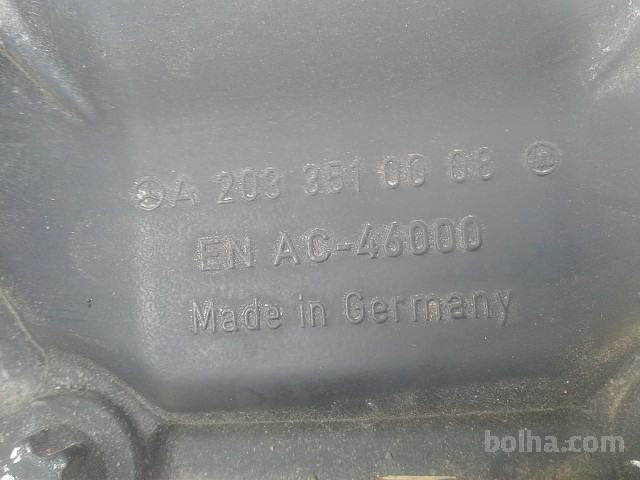 A 203 351 00 08
EN AC-46000
Made in Germany
bolha.com